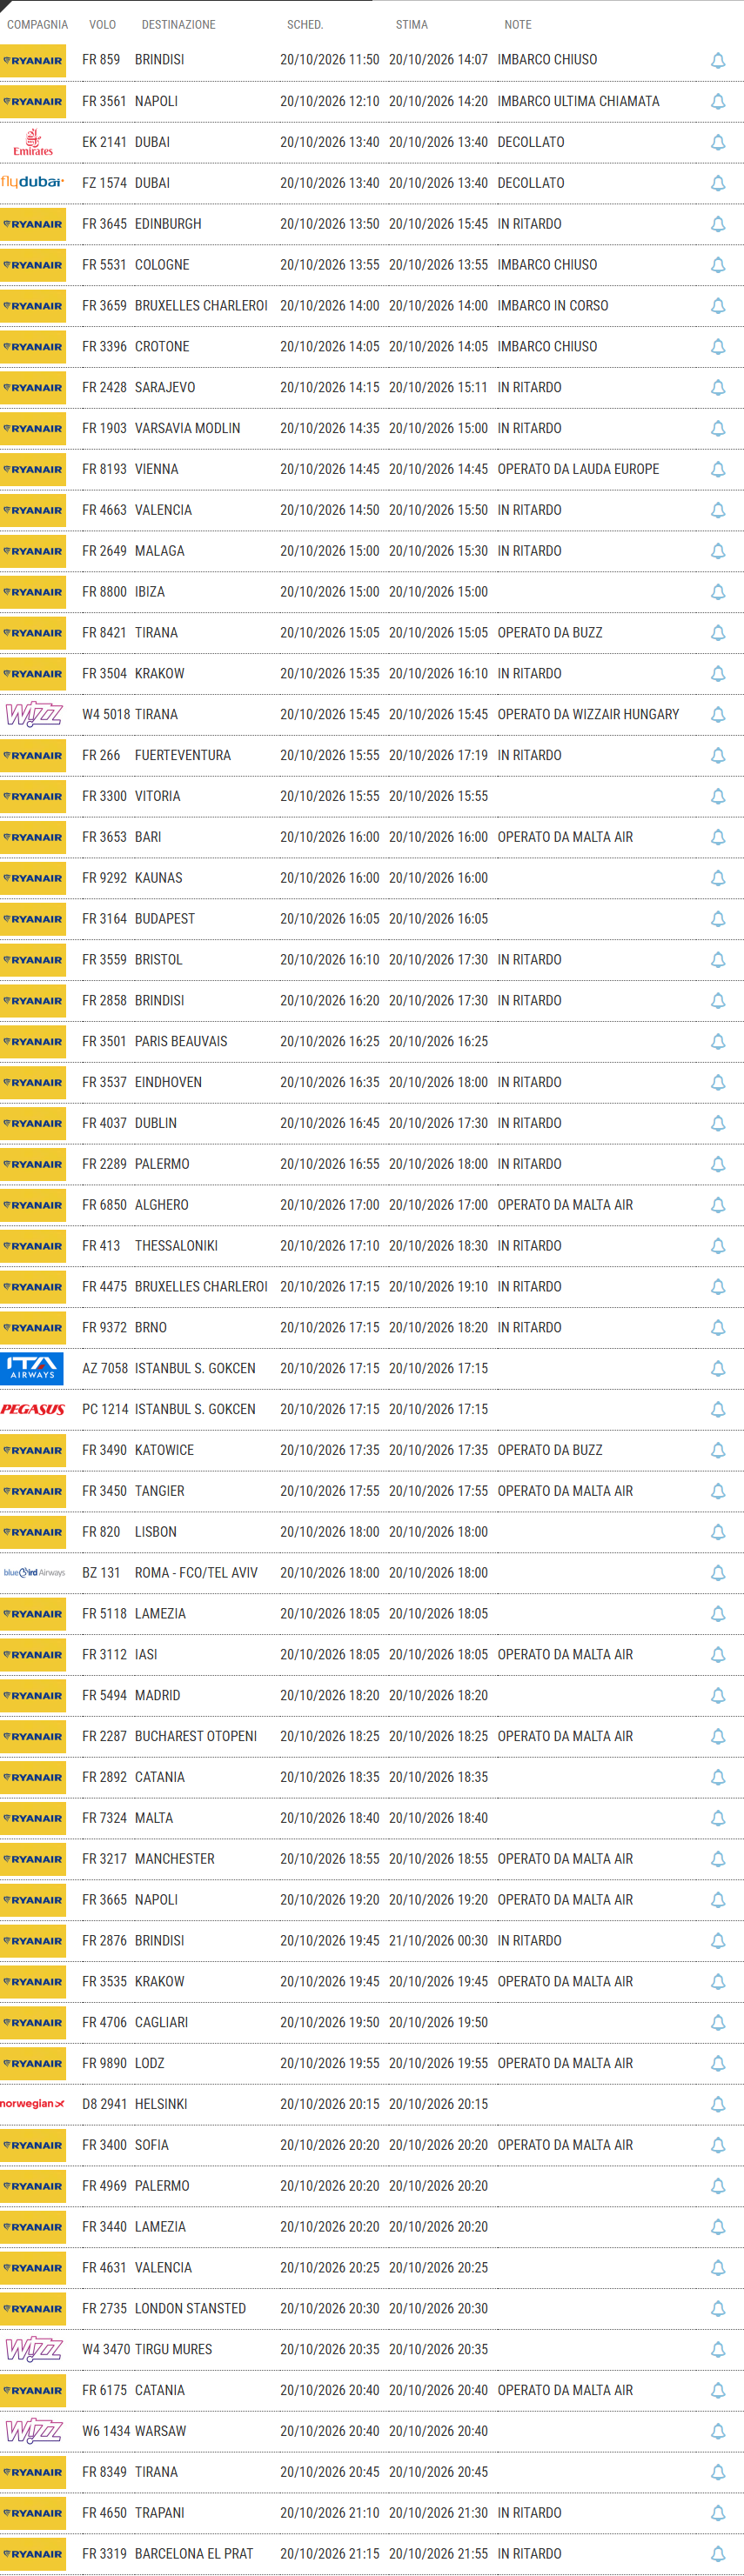 COMPAGNIA VOLO DESTINAZIONE SCHED. STIMA NOTE
RYANAIR FR 859 BRINDISI 20/10/2026 11:50 20/10/2026 14:07 IMBARCO CHIUSO
RYANAIR FR 3561 NAPOLI 20/10/2026 12:10 20/10/2026 14:20 IMBARCO ULTIMA CHIAMATA
Emirates EK 2141 DUBAI 20/10/2026 13:40 20/10/2026 13:40 DECOLLATO
flydubai FZ 1574 DUBAI 20/10/2026 13:40 20/10/2026 13:40 DECOLLATO
RYANAIR FR 3645 EDINBURGH 20/10/2026 13:50 20/10/2026 15:45 IN RITARDO
RYANAIR FR 5531 COLOGNE 20/10/2026 13:55 20/10/2026 13:55 IMBARCO CHIUSO
RYANAIR FR 3659 BRUXELLES CHARLEROI 20/10/2026 14:00 20/10/2026 14:00 IMBARCO IN CORSO
RYANAIR FR 3396 CROTONE 20/10/2026 14:05 20/10/2026 14:05 IMBARCO CHIUSO
RYANAIR FR 2428 SARAJEVO 20/10/2026 14:15 20/10/2026 15:11 IN RITARDO
RYANAIR FR 1903 VARSAVIA MODLIN 20/10/2026 14:35 20/10/2026 15:00 IN RITARDO
RYANAIR FR 8193 VIENNA 20/10/2026 14:45 20/10/2026 14:45 OPERATO DA LAUDA EUROPE
RYANAIR FR 4663 VALENCIA 20/10/2026 14:50 20/10/2026 15:50 IN RITARDO
RYANAIR FR 2649 MALAGA 20/10/2026 15:00 20/10/2026 15:30 IN RITARDO
RYANAIR FR 8800 IBIZA 20/10/2026 15:00 20/10/2026 15:00
RYANAIR FR 8421 TIRANA 20/10/2026 15:05 20/10/2026 15:05 OPERATO DA BUZZ
RYANAIR FR 3504 KRAKOW 20/10/2026 15:35 20/10/2026 16:10 IN RITARDO
WIZZ W4 5018 TIRANA 20/10/2026 15:45 20/10/2026 15:45 OPERATO DA WIZZAIR HUNGARY
RYANAIR FR 266 FUERTEVENTURA 20/10/2026 15:55 20/10/2026 17:19 IN RITARDO
RYANAIR FR 3300 VITORIA 20/10/2026 15:55 20/10/2026 15:55
RYANAIR FR 3653 BARI 20/10/2026 16:00 20/10/2026 16:00 OPERATO DA MALTA AIR
RYANAIR FR 9292 KAUNAS 20/10/2026 16:00 20/10/2026 16:00
RYANAIR FR 3164 BUDAPEST 20/10/2026 16:05 20/10/2026 16:05
RYANAIR FR 3559 BRISTOL 20/10/2026 16:10 20/10/2026 17:30 IN RITARDO
RYANAIR FR 2858 BRINDISI 20/10/2026 16:20 20/10/2026 17:30 IN RITARDO
RYANAIR FR 3501 PARIS BEAUVAIS 20/10/2026 16:25 20/10/2026 16:25
RYANAIR FR 3537 EINDHOVEN 20/10/2026 16:35 20/10/2026 18:00 IN RITARDO
RYANAIR FR 4037 DUBLIN 20/10/2026 16:45 20/10/2026 17:30 IN RITARDO
RYANAIR FR 2289 PALERMO 20/10/2026 16:55 20/10/2026 18:00 IN RITARDO
RYANAIR FR 6850 ALGHERO 20/10/2026 17:00 20/10/2026 17:00 OPERATO DA MALTA AIR
RYANAIR FR 413 THESSALONIKI 20/10/2026 17:10 20/10/2026 18:30 IN RITARDO
RYANAIR FR 4475 BRUXELLES CHARLEROI 20/10/2026 17:15 20/10/2026 19:10 IN RITARDO
RYANAIR FR 9372 BRNO 20/10/2026 17:15 20/10/2026 18:20 IN RITARDO
ITA AIRWAYS AZ 7058 ISTANBUL S. GOKCEN 20/10/2026 17:15 20/10/2026 17:15
PEGASUS PC 1214 ISTANBUL S. GOKCEN 20/10/2026 17:15 20/10/2026 17:15
RYANAIR FR 3490 KATOWICE 20/10/2026 17:35 20/10/2026 17:35 OPERATO DA BUZZ
RYANAIR FR 3450 TANGIER 20/10/2026 17:55 20/10/2026 17:55 OPERATO DA MALTA AIR
RYANAIR FR 820 LISBON 20/10/2026 18:00 20/10/2026 18:00
blueBird Airways BZ 131 ROMA - FCO/TEL AVIV 20/10/2026 18:00 20/10/2026 18:00
RYANAIR FR 5118 LAMEZIA 20/10/2026 18:05 20/10/2026 18:05
RYANAIR FR 3112 IASI 20/10/2026 18:05 20/10/2026 18:05 OPERATO DA MALTA AIR
RYANAIR FR 5494 MADRID 20/10/2026 18:20 20/10/2026 18:20
RYANAIR FR 2287 BUCHAREST OTOPENI 20/10/2026 18:25 20/10/2026 18:25 OPERATO DA MALTA AIR
RYANAIR FR 2892 CATANIA 20/10/2026 18:35 20/10/2026 18:35
RYANAIR FR 7324 MALTA 20/10/2026 18:40 20/10/2026 18:40
RYANAIR FR 3217 MANCHESTER 20/10/2026 18:55 20/10/2026 18:55 OPERATO DA MALTA AIR
RYANAIR FR 3665 NAPOLI 20/10/2026 19:20 20/10/2026 19:20 OPERATO DA MALTA AIR
RYANAIR FR 2876 BRINDISI 20/10/2026 19:45 21/10/2026 00:30 IN RITARDO
RYANAIR FR 3535 KRAKOW 20/10/2026 19:45 20/10/2026 19:45 OPERATO DA MALTA AIR
RYANAIR FR 4706 CAGLIARI 20/10/2026 19:50 20/10/2026 19:50
RYANAIR FR 9890 LODZ 20/10/2026 19:55 20/10/2026 19:55 OPERATO DA MALTA AIR
norwegian D8 2941 HELSINKI 20/10/2026 20:15 20/10/2026 20:15
RYANAIR FR 3400 SOFIA 20/10/2026 20:20 20/10/2026 20:20 OPERATO DA MALTA AIR
RYANAIR FR 4969 PALERMO 20/10/2026 20:20 20/10/2026 20:20
RYANAIR FR 3440 LAMEZIA 20/10/2026 20:20 20/10/2026 20:20
RYANAIR FR 4631 VALENCIA 20/10/2026 20:25 20/10/2026 20:25
RYANAIR FR 2735 LONDON STANSTED 20/10/2026 20:30 20/10/2026 20:30
WIZZ W4 3470 TIRGU MURES 20/10/2026 20:35 20/10/2026 20:35
RYANAIR FR 6175 CATANIA 20/10/2026 20:40 20/10/2026 20:40 OPERATO DA MALTA AIR
WIZZ W6 1434 WARSAW 20/10/2026 20:40 20/10/2026 20:40
RYANAIR FR 8349 TIRANA 20/10/2026 20:45 20/10/2026 20:45
RYANAIR FR 4650 TRAPANI 20/10/2026 21:10 20/10/2026 21:30 IN RITARDO
RYANAIR FR 3319 BARCELONA EL PRAT 20/10/2026 21:15 20/10/2026 21:55 IN RITARDO